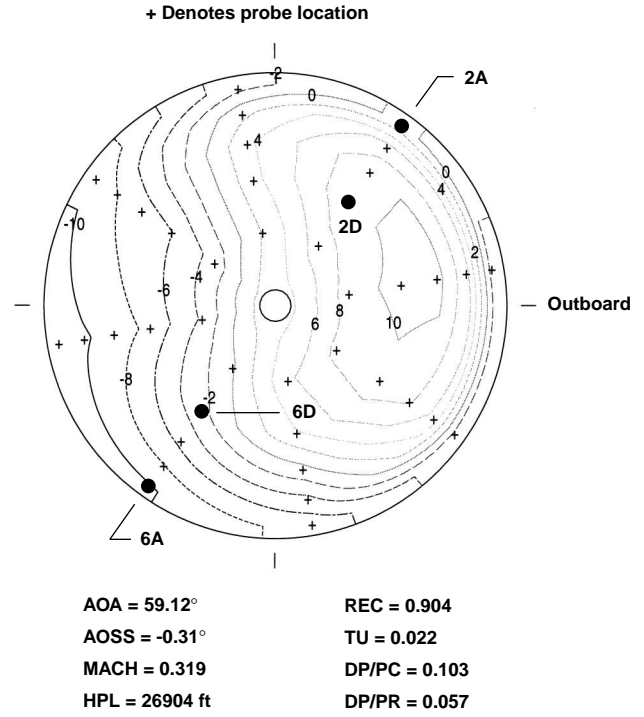 + Denotes probe location
2A
-2
0
4
0
4
-10
2D
2
-4
-6
6
8
10
Outboard
-8
-2
6D
6A
AOA = 59.12°
REC = 0.904
AOSS = -0.31°
TU = 0.022
MACH = 0.319
DP/PC = 0.103
HPL = 26904 ft
DP/PR = 0.057